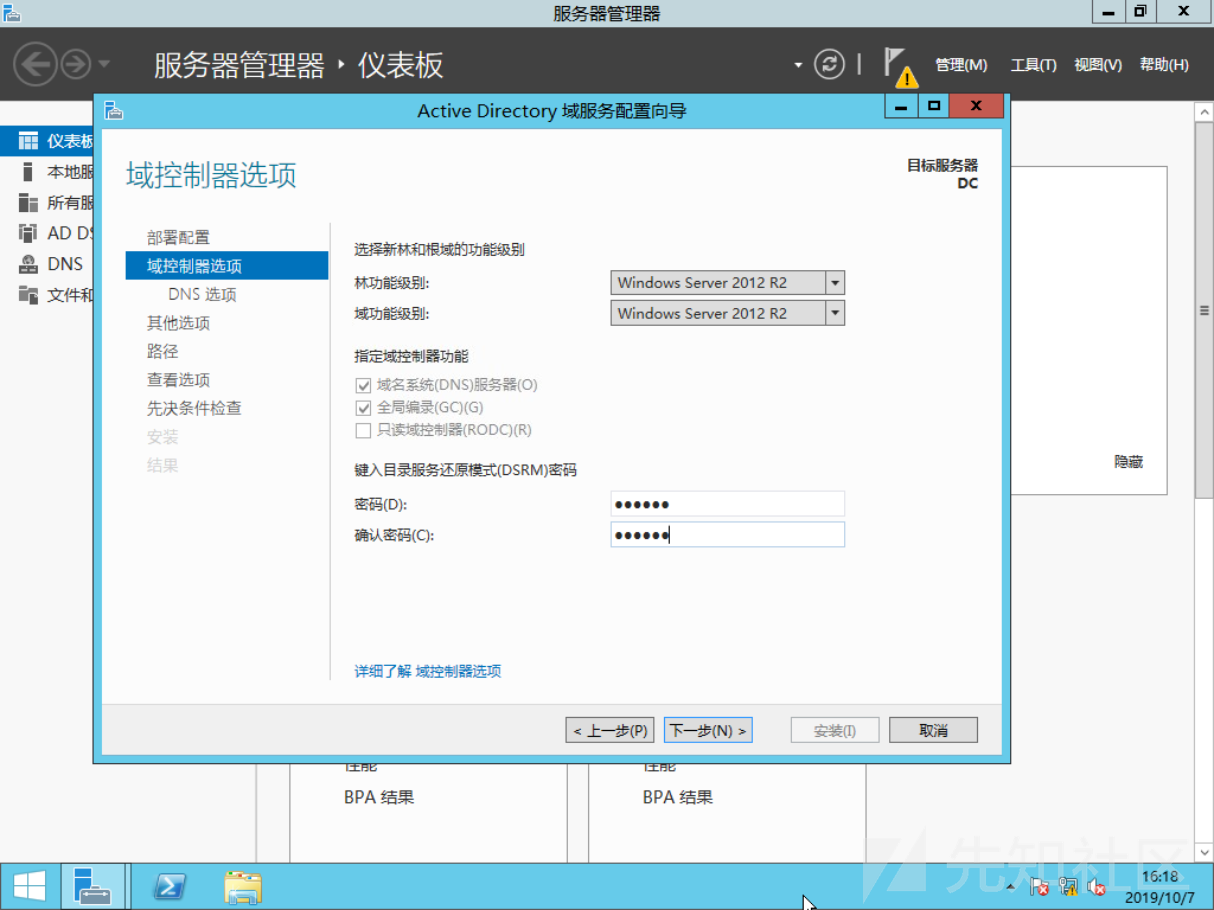 服务器管理器
服务器管理器 ‣ 仪表板
管理(M) 工具(T) 视图(V) 帮助(H)
Active Directory 域服务配置向导
仪表板
本地服
所有服
AD DS
DNS
文件和
域控制器选项
目标服务器
DC
部署配置
域控制器选项
DNS 选项
其他选项
路径
查看选项
先决条件检查
安装
结果
选择新林和根域的功能级别
林功能级别: Windows Server 2012 R2
域功能级别: Windows Server 2012 R2
指定域控制器功能
域名系统(DNS)服务器(O)
全局编录(GC)(G)
只读域控制器(RODC)(R)
键入目录服务还原模式(DSRM)密码
密码(D): ●●●●●●
确认密码(C): ●●●●●●
详细了解 域控制器选项
< 上一步(P) 下一步(N) > 安装(I) 取消
隐藏
性能 性能
BPA 结果 BPA 结果
先知社区
16:18
2019/10/7